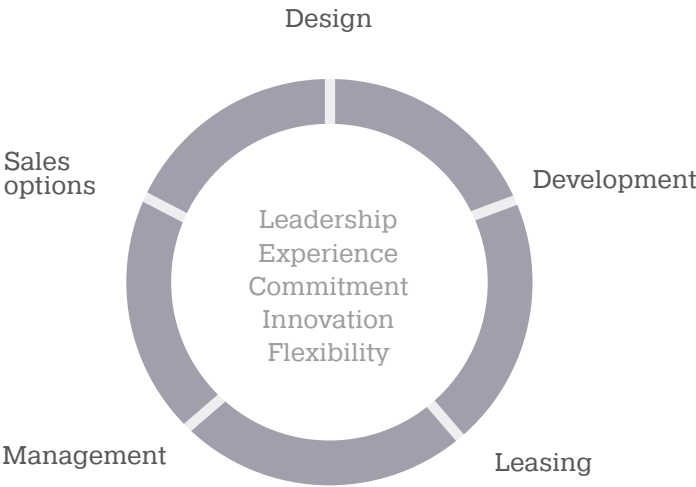 Design
Sales
options
Development
Leadership
Experience
Commitment
Innovation
Flexibility
Management
Leasing